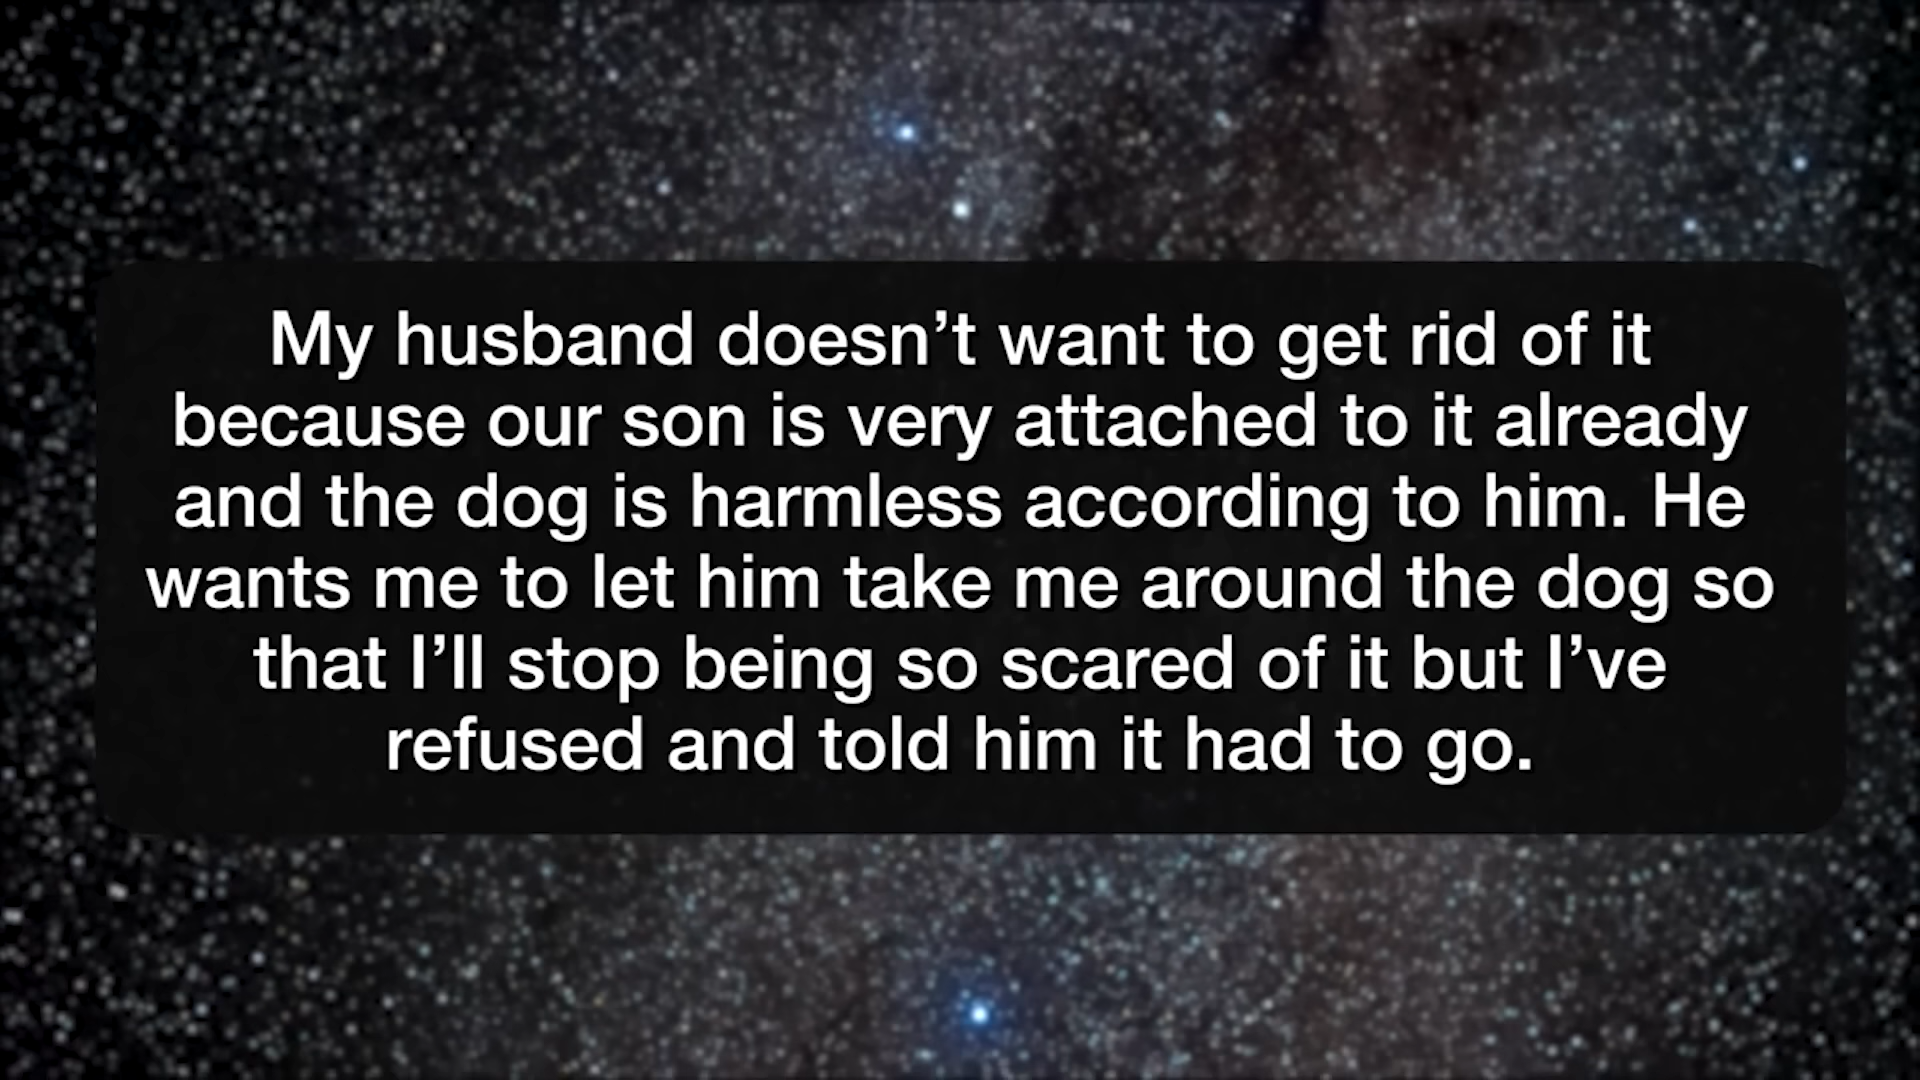 My husband doesn’t want to get rid of it
because our son is very attached to it already
and the dog is harmless according to him. He
wants me to let him take me around the dog so
that I’ll stop being so scared of it but I’ve
refused and told him it had to go.